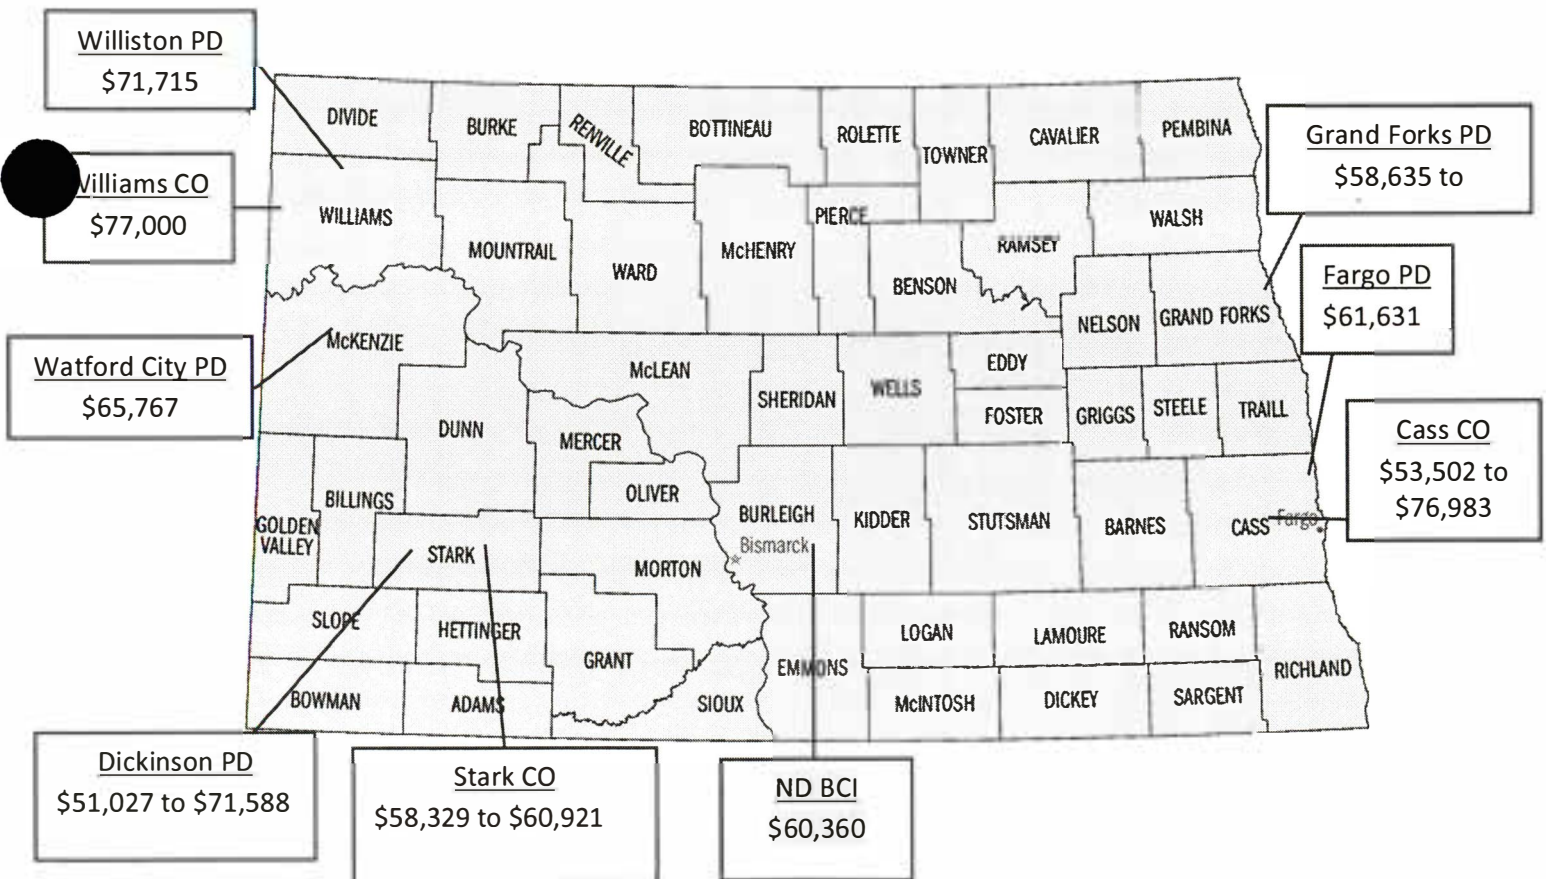 Williston PD
$71,715
Williams CO
$77,000
Watford City PD
$65,767
Dickinson PD
$51,027 to $71,588
Stark CO
$58,329 to $60,921
ND BCI
$60,360
Grand Forks PD
$58,635 to
Fargo PD
$61,631
Cass CO
$53,502 to
$76,983
DIVIDE
BURKE
RENVILLE
BOTTINEAU
ROLETTE
TOWNER
CAVALIER
PEMBINA
WILLIAMS
MOUNTRAIL
WARD
McHENRY
PIERCE
BENSON
RAMSEY
WALSH
NELSON
GRAND FORKS
McKENZIE
DUNN
McLEAN
MERCER
OLIVER
SHERIDAN
WELLS
EDDY
FOSTER
GRIGGS
STEELE
TRAILL
GOLDEN
VALLEY
BILLINGS
STARK
MORTON
BURLEIGH
Bismarck
KIDDER
STUTSMAN
BARNES
CASS
Fargo
SLOPE
HETTINGER
GRANT
BOWMAN
ADAMS
SIOUX
EMMONS
LOGAN
McINTOSH
LAMOURE
DICKEY
RANSOM
SARGENT
RICHLAND